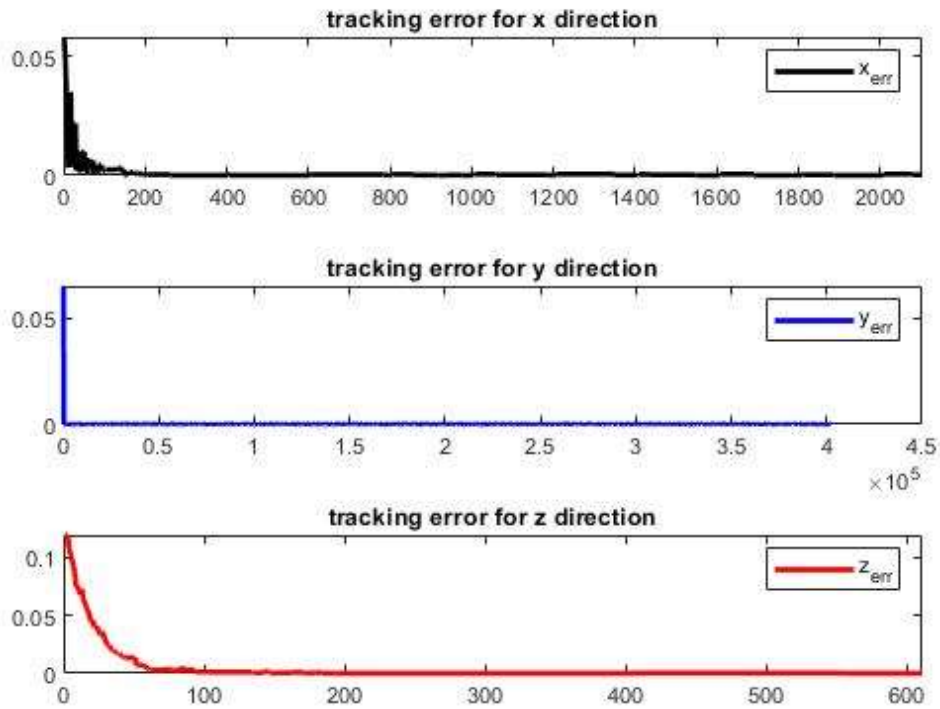 tracking error for x direction
0.05
0
x_err
0 200 400 600 800 1000 1200 1400 1600 1800 2000
tracking error for y direction
0.05
0
y_err
0 0.5 1 1.5 2 2.5 3 3.5 4 4.5
×10^5
tracking error for z direction
0.1
0.05
0
z_err
0 100 200 300 400 500 600